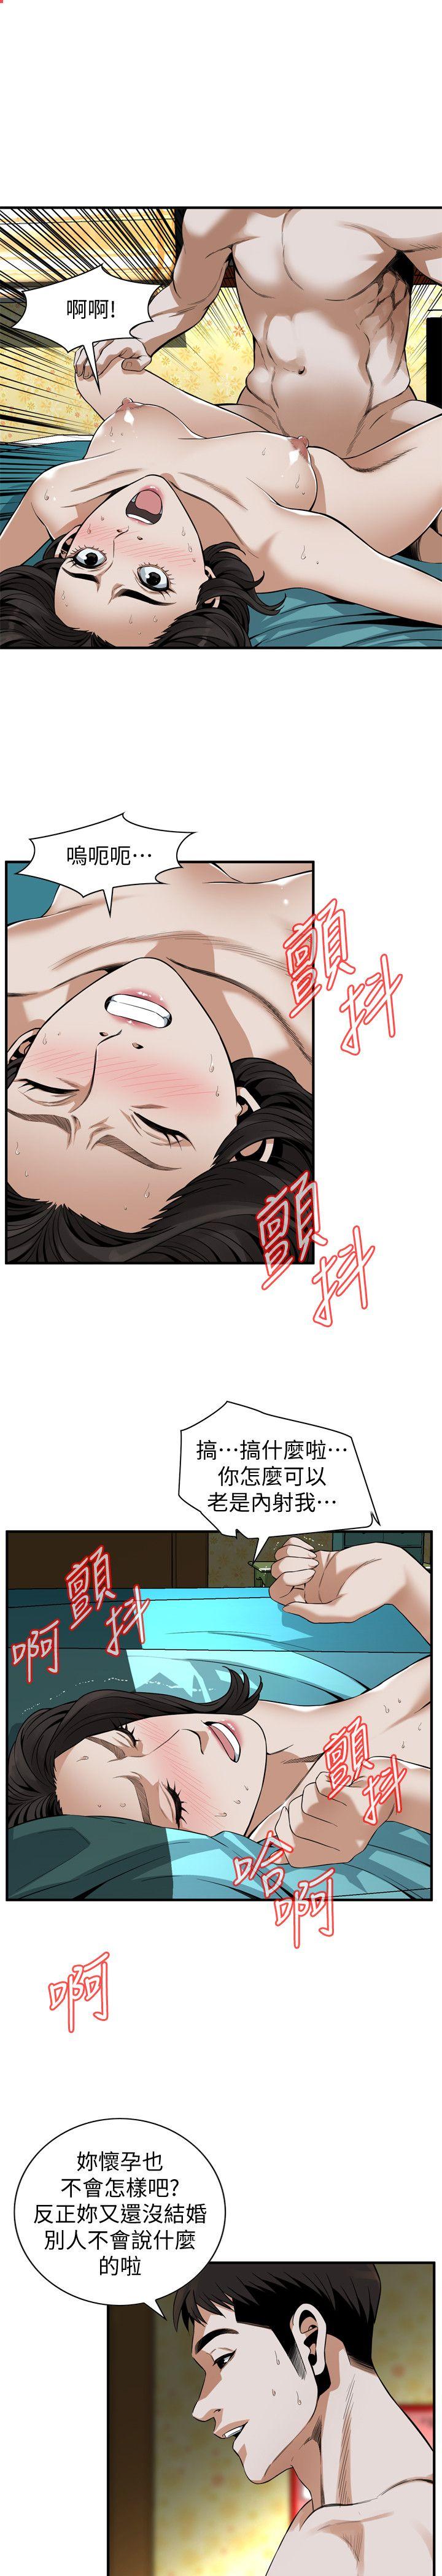 啊啊!
嗚呃呃…
顫抖
顫抖
搞…搞什麼啦…
你怎麼可以
老是內射我…
顫抖
啊
顫抖
哈啊
啊
妳懷孕也
不會怎樣吧?
反正妳又還沒結婚
別人不會說什麼
的啦